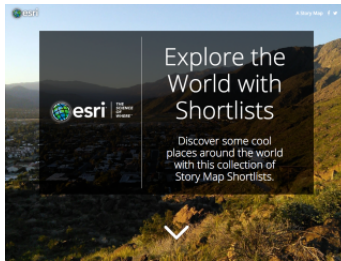 esri
A Story Map
esri
THE
SCIENCE
OF
WHERE
Explore the
World with
Shortlists
Discover some cool
places around the world
with this collection of
Story Map Shortlists.